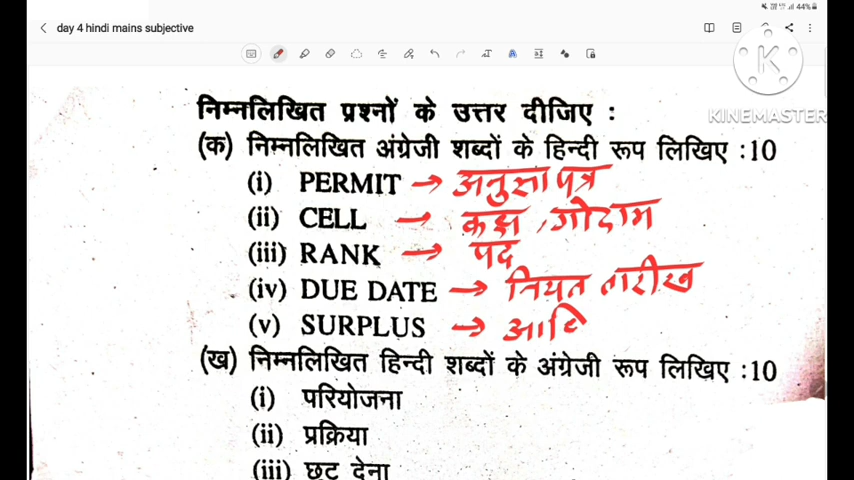 44%
day 4 hindi mains subjective
KINEMASTER
निम्नलिखित प्रश्नों के उत्तर दीजिए :
(क) निम्नलिखित अंग्रेजी शब्दों के हिन्दी रूप लिखिए :10
(i) PERMIT → अनुज्ञा पत्र
(ii) CELL → कक्ष , गोदाम
(iii) RANK → पद
(iv) DUE DATE → नियत तारीख
(v) SURPLUS → आधि
(ख) निम्नलिखित हिन्दी शब्दों के अंग्रेजी रूप लिखिए :10
(i) परियोजना
(ii) प्रक्रिया
(iii) छूट देना